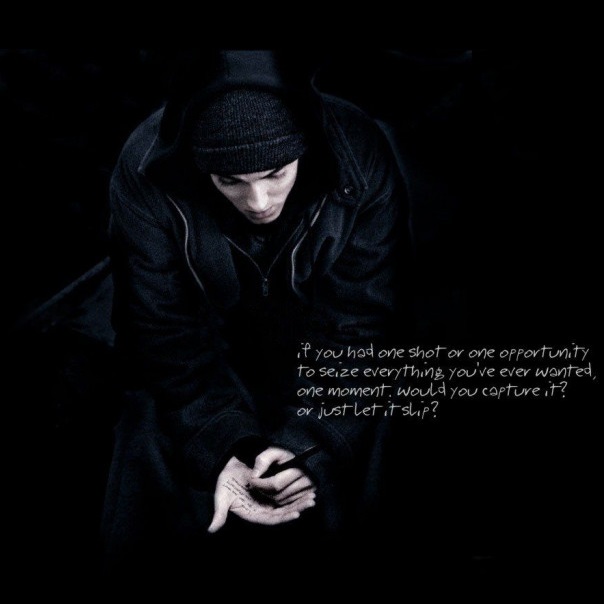 if you had one shot or one opportunity
to seize everything you've ever wanted,
one moment. would you capture it?
or just let it slip?